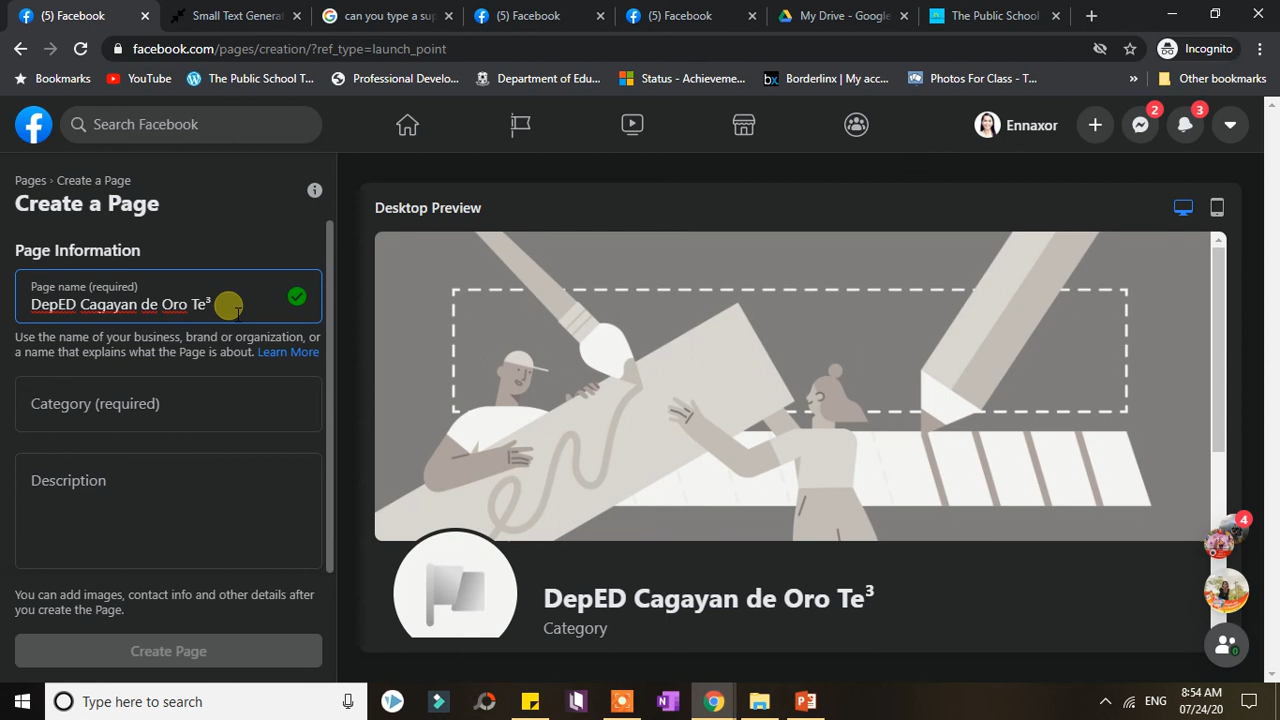 (5) Facebook
Small Text Generat
can you type a sup
(5) Facebook
(5) Facebook
My Drive - Google
The Public School
facebook.com/pages/creation/?ref_type=launch_point
Incognito
Bookmarks
YouTube
The Public School T...
Professional Develo...
Department of Edu...
Status - Achieveme...
Borderlinx | My acc...
Photos For Class - T...
»
Other bookmarks
Search Facebook
Ennaxor
2
3
Pages › Create a Page
Create a Page
Page Information
Page name (required)
DepED Cagayan de Oro Te³
Use the name of your business, brand or organization, or
a name that explains what the Page is about. Learn More
Category (required)
Description
You can add images, contact info and other details after
you create the Page.
Create Page
Desktop Preview
DepED Cagayan de Oro Te³
Category
4
0
Type here to search
ENG
8:54 AM
07/24/20